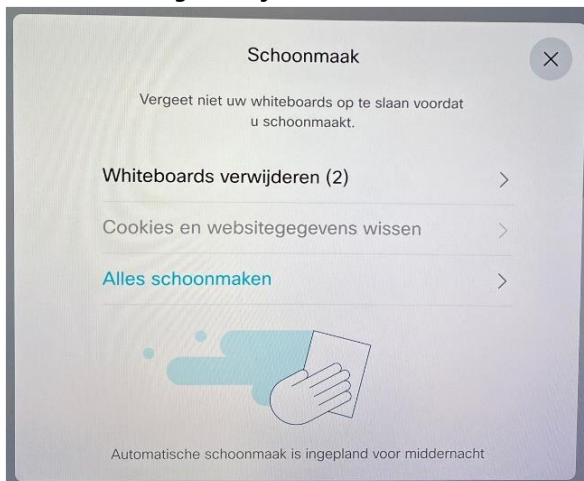 Schoonmaak
Vergeet niet uw whiteboards op te slaan voordat
u schoonmaakt.
Whiteboards verwijderen (2)
Cookies en websitegegevens wissen
Alles schoonmaken
Automatische schoonmaak is ingepland voor middernacht